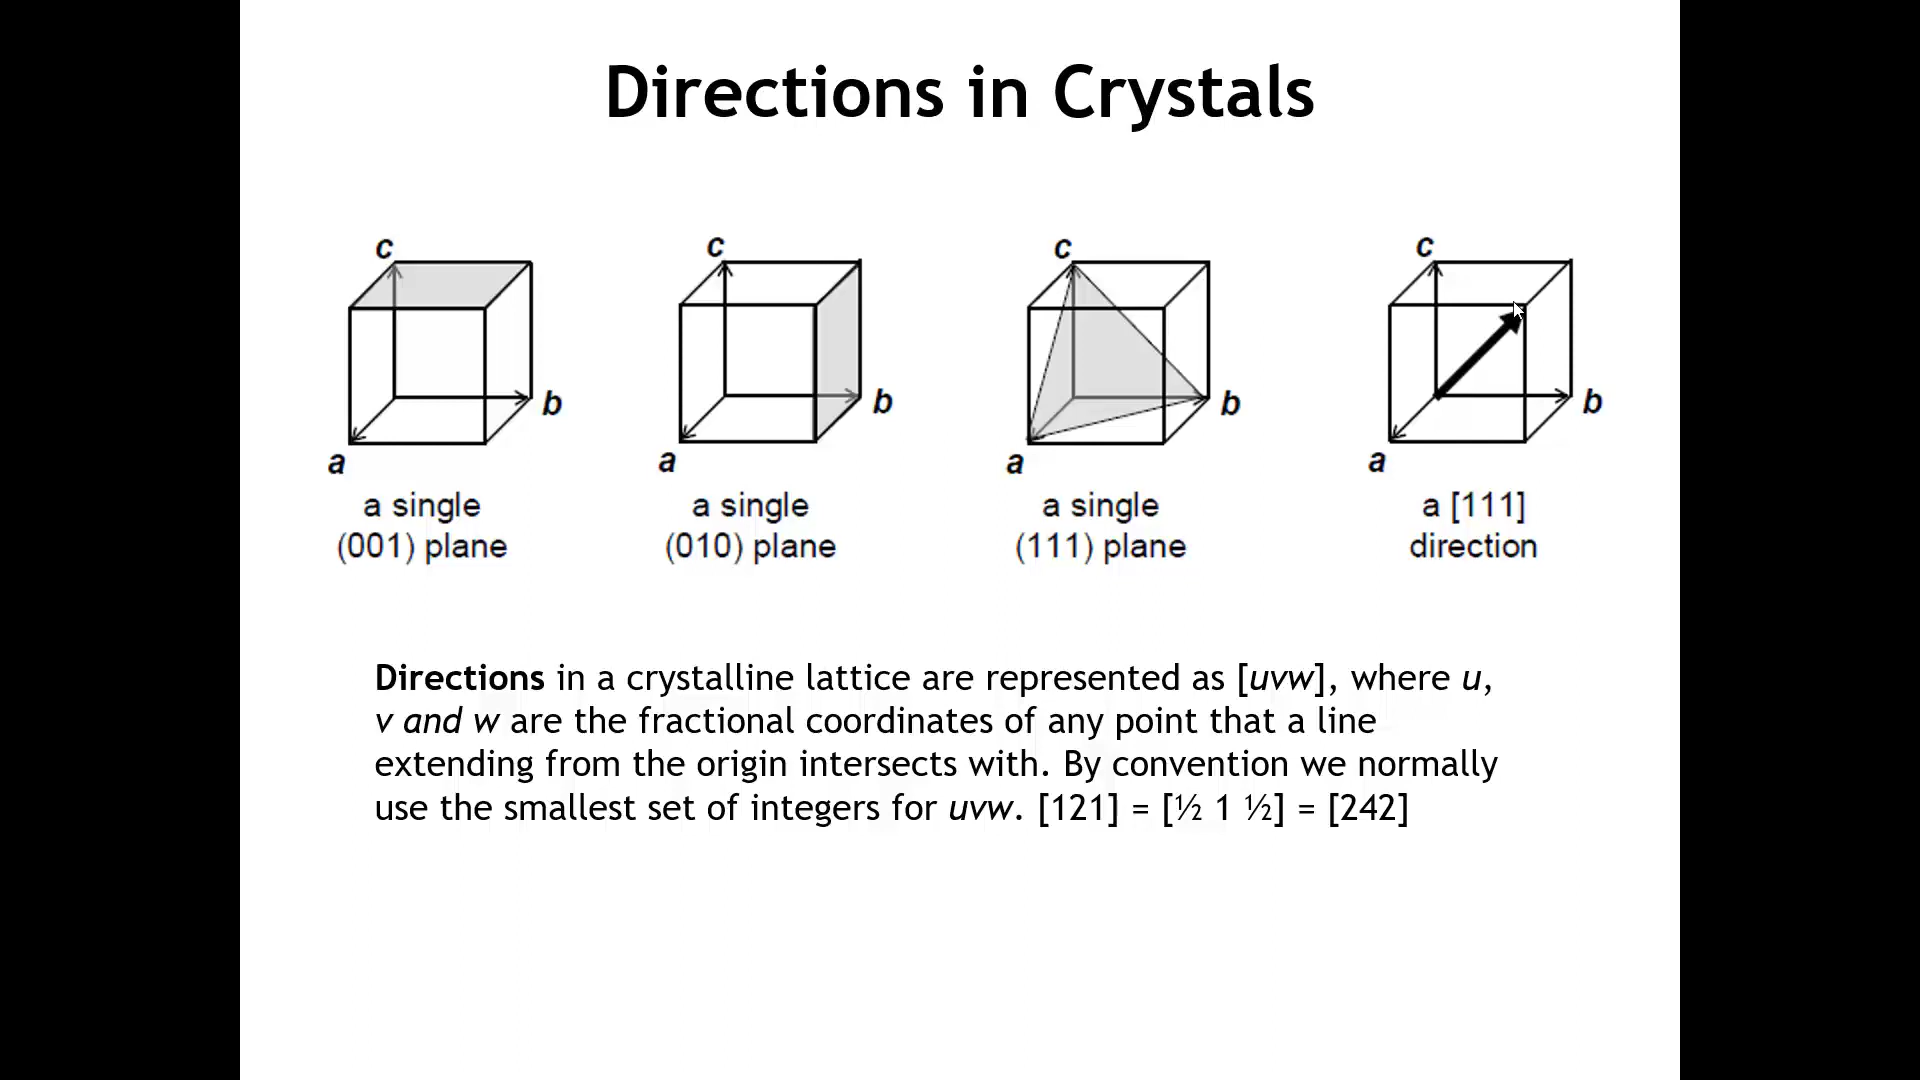 Directions in Crystals
c
b
a
a single
(001) plane
c
b
a
a single
(010) plane
c
b
a
a single
(111) plane
c
b
a
a [111]
direction
Directions in a crystalline lattice are represented as [uvw], where u,
v and w are the fractional coordinates of any point that a line
extending from the origin intersects with. By convention we normally
use the smallest set of integers for uvw. [121] = [½ 1 ½] = [242]